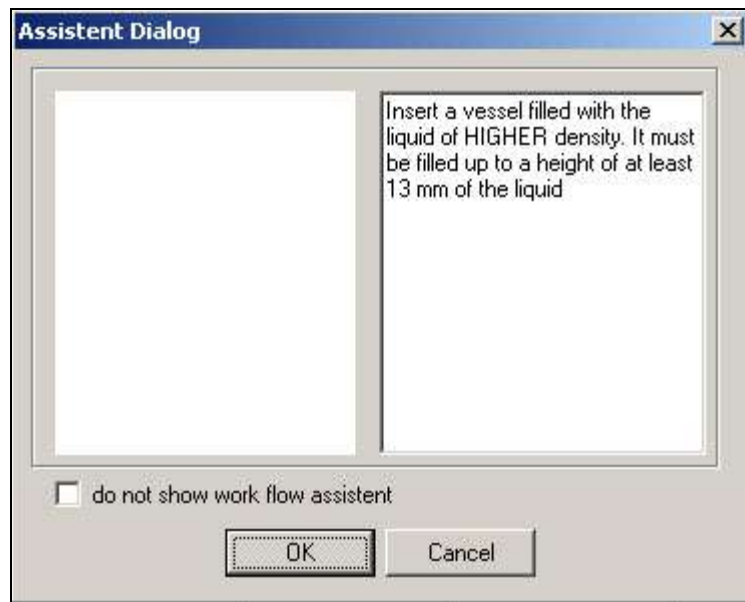 Assistent Dialog
Insert a vessel filled with the
liquid of HIGHER density. It must
be filled up to a height of at least
13 mm of the liquid
do not show work flow assistent
OK
Cancel